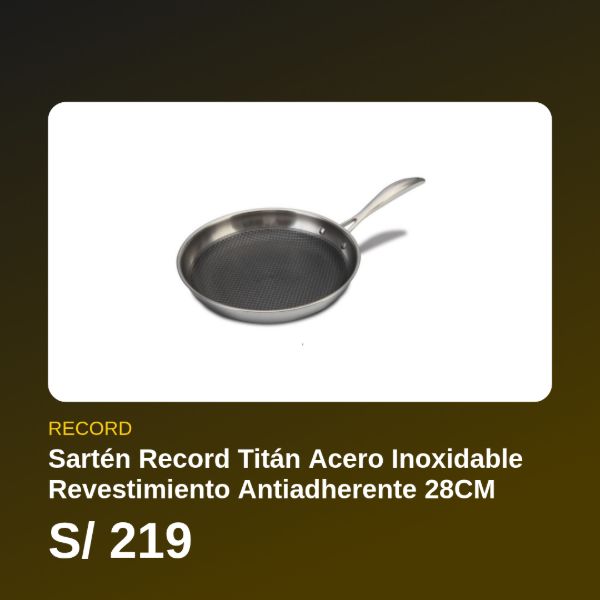 RECORD
Sartén Record Titán Acero Inoxidable
Revestimiento Antiadherente 28CM
S/ 219